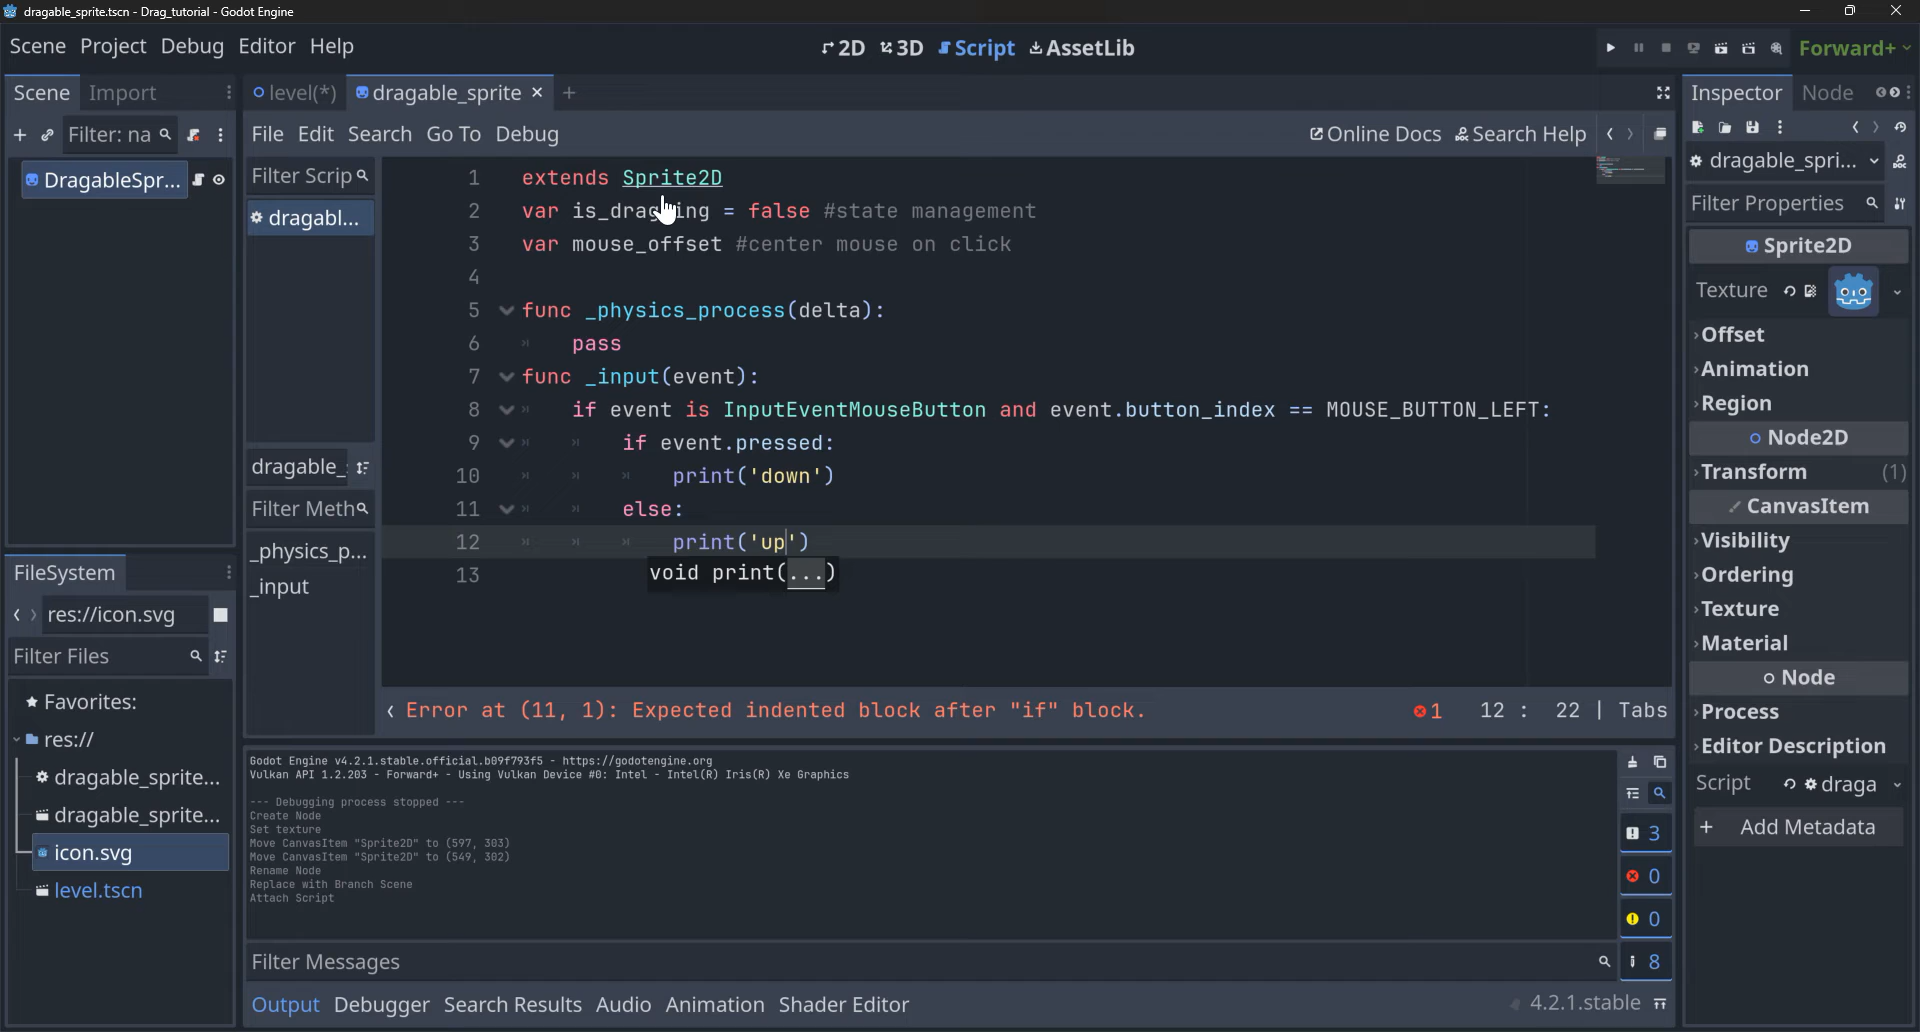 dragable_sprite.tscn - Drag_tutorial - Godot Engine
Scene Project Debug Editor Help
2D 3D Script AssetLib
Forward+
Scene Import
level(*) dragable_sprite
Inspector Node
Filter: na
File Edit Search Go To Debug
Online Docs Search Help
DragableSpr...
Filter Scrip
dragabl...
dragable_
Filter Meth
_physics_p...
_input
1 extends Sprite2D
2 var is_dragging = false #state management
3 var mouse_offset #center mouse on click
4
5 func _physics_process(delta):
6 pass
7 func _input(event):
8 if event is InputEventMouseButton and event.button_index == MOUSE_BUTTON_LEFT:
9 if event.pressed:
10 print('down')
11 else:
12 print('up')
13 void print(...)
Error at (11, 1): Expected indented block after "if" block.
1 12 : 22 | Tabs
FileSystem
res://icon.svg
Filter Files
Favorites:
res://
dragable_sprite...
dragable_sprite...
icon.svg
level.tscn
Godot Engine v4.2.1.stable.official.b09f793f5 - https://godotengine.org
Vulkan API 1.2.203 - Forward+ - Using Vulkan Device #0: Intel - Intel(R) Iris(R) Xe Graphics
--- Debugging process stopped ---
Create Node
Set texture
Move CanvasItem "Sprite2D" to (597, 303)
Move CanvasItem "Sprite2D" to (549, 302)
Rename Node
Replace with Branch Scene
Attach Script
3
0
0
8
Filter Messages
Output Debugger Search Results Audio Animation Shader Editor
4.2.1.stable
dragable_spri...
Filter Properties
Sprite2D
Texture
Offset
Animation
Region
Node2D
Transform (1)
CanvasItem
Visibility
Ordering
Texture
Material
Node
Process
Editor Description
Script draga
+ Add Metadata